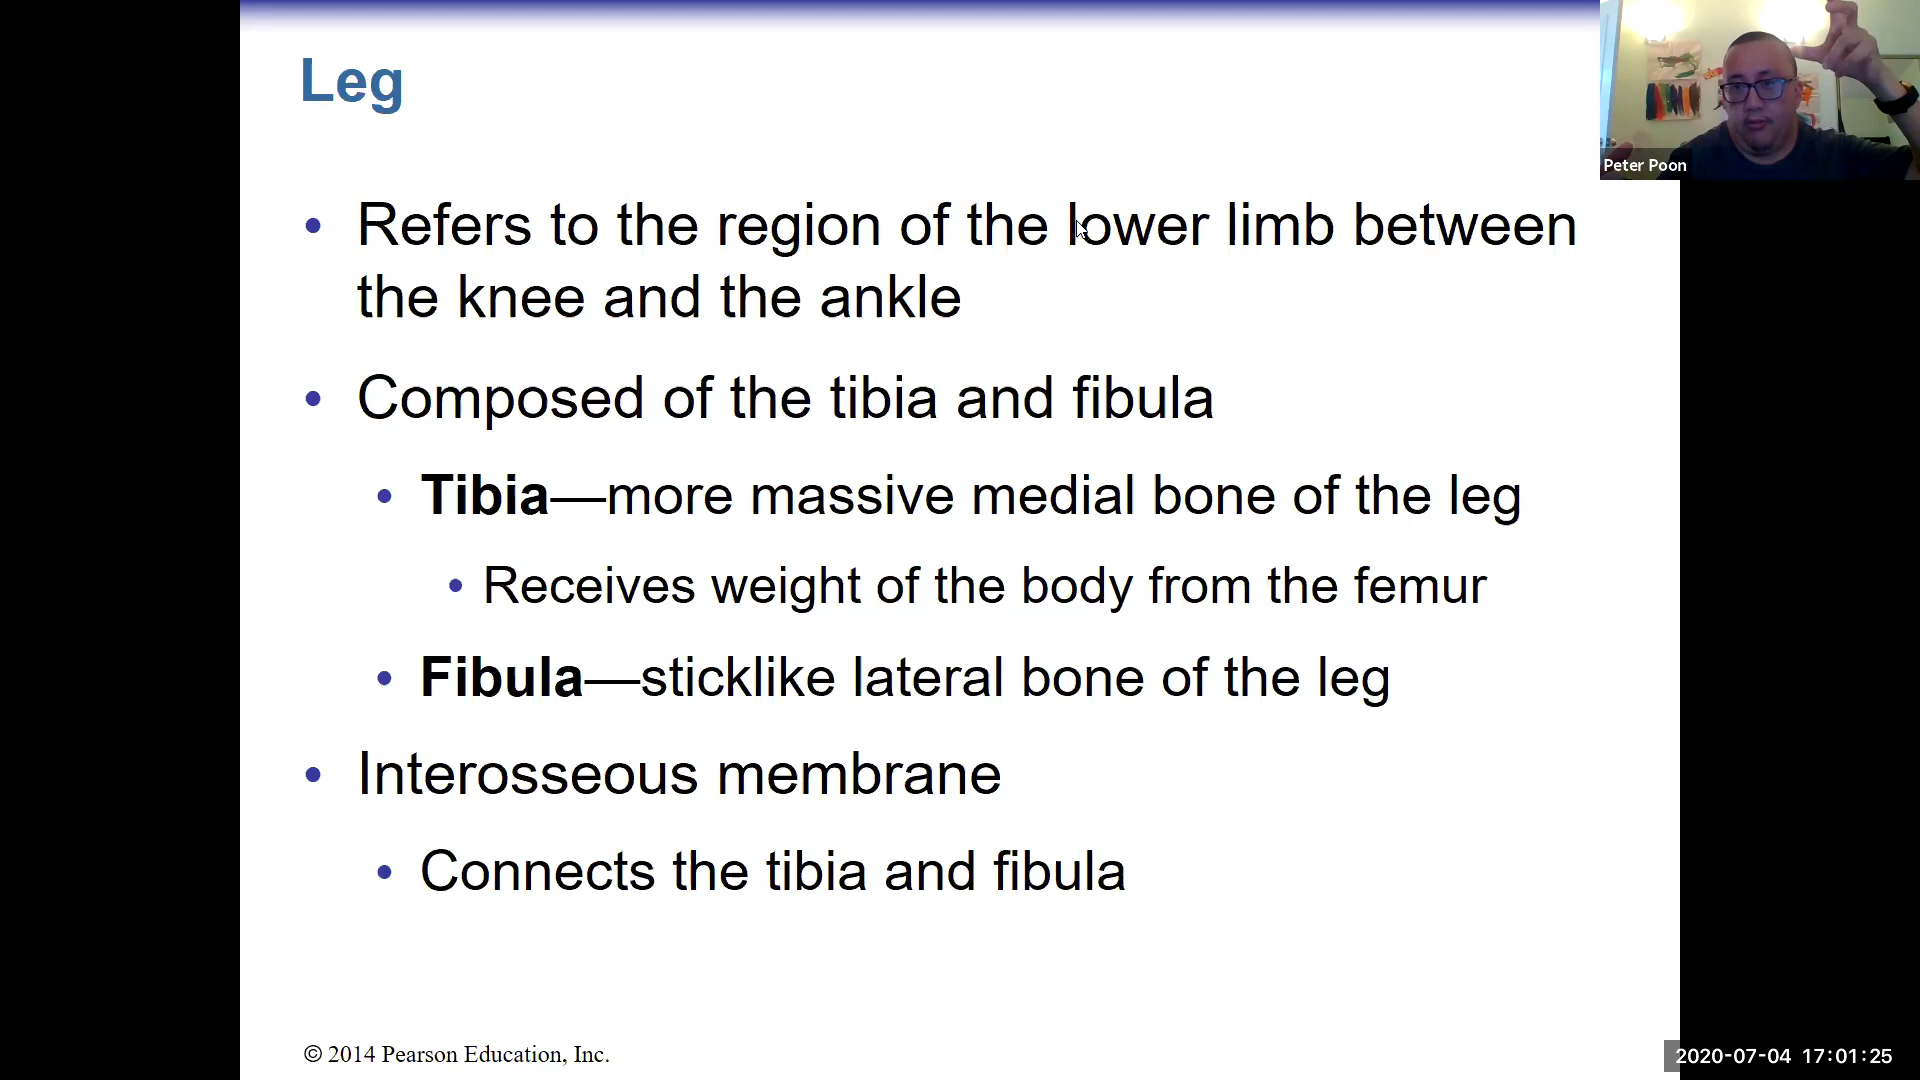 Leg
Peter Poon
• Refers to the region of the lower limb between
the knee and the ankle
• Composed of the tibia and fibula
• Tibia—more massive medial bone of the leg
• Receives weight of the body from the femur
• Fibula—sticklike lateral bone of the leg
• Interosseous membrane
• Connects the tibia and fibula
© 2014 Pearson Education, Inc.
2020-07-04 17:01:25